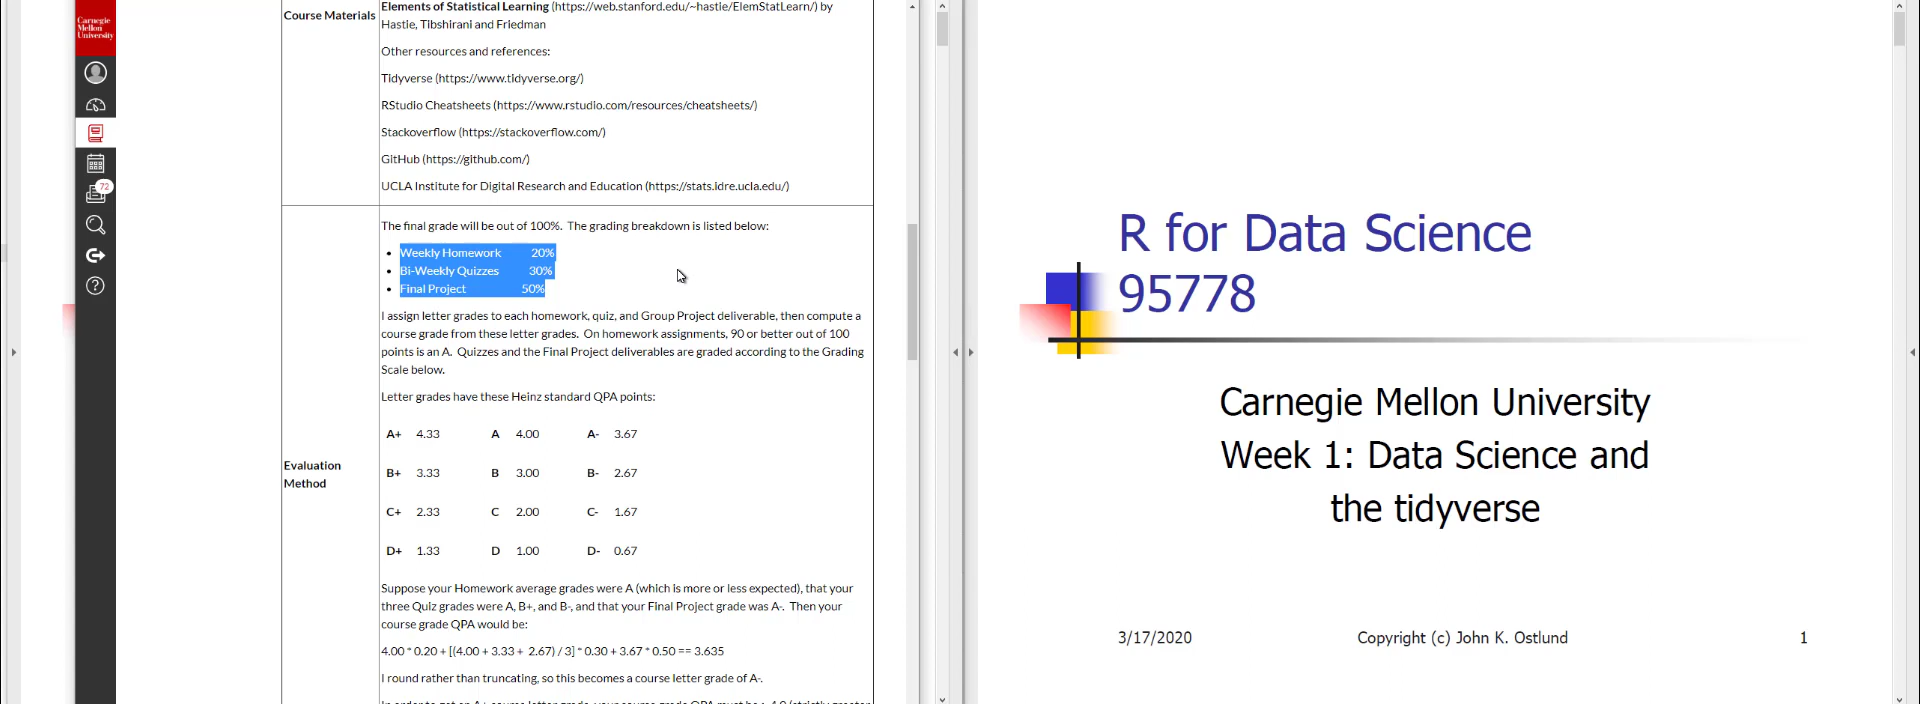 Carnegie
Mellon
University
72
Course Materials
Elements of Statistical Learning (https://web.stanford.edu/~hastie/ElemStatLearn/) by
Hastie, Tibshirani and Friedman
Other resources and references:
Tidyverse (https://www.tidyverse.org/)
RStudio Cheatsheets (https://www.rstudio.com/resources/cheatsheets/)
Stackoverflow (https://stackoverflow.com/)
GitHub (https://github.com/)
UCLA Institute for Digital Research and Education (https://stats.idre.ucla.edu/)
Evaluation
Method
The final grade will be out of 100%. The grading breakdown is listed below:
• Weekly Homework 20%
• Bi-Weekly Quizzes 30%
• Final Project 50%
I assign letter grades to each homework, quiz, and Group Project deliverable, then compute a
course grade from these letter grades. On homework assignments, 90 or better out of 100
points is an A. Quizzes and the Final Project deliverables are graded according to the Grading
Scale below.
Letter grades have these Heinz standard QPA points:
A+ 4.33 A 4.00 A- 3.67
B+ 3.33 B 3.00 B- 2.67
C+ 2.33 C 2.00 C- 1.67
D+ 1.33 D 1.00 D- 0.67
Suppose your Homework average grades were A (which is more or less expected), that your
three Quiz grades were A, B+, and B-, and that your Final Project grade was A-. Then your
course grade QPA would be:
4.00 * 0.20 + [(4.00 + 3.33 + 2.67) / 3] * 0.30 + 3.67 * 0.50 == 3.635
I round rather than truncating, so this becomes a course letter grade of A-.
R for Data Science
95778
Carnegie Mellon University
Week 1: Data Science and
the tidyverse
3/17/2020 Copyright (c) John K. Ostlund 1